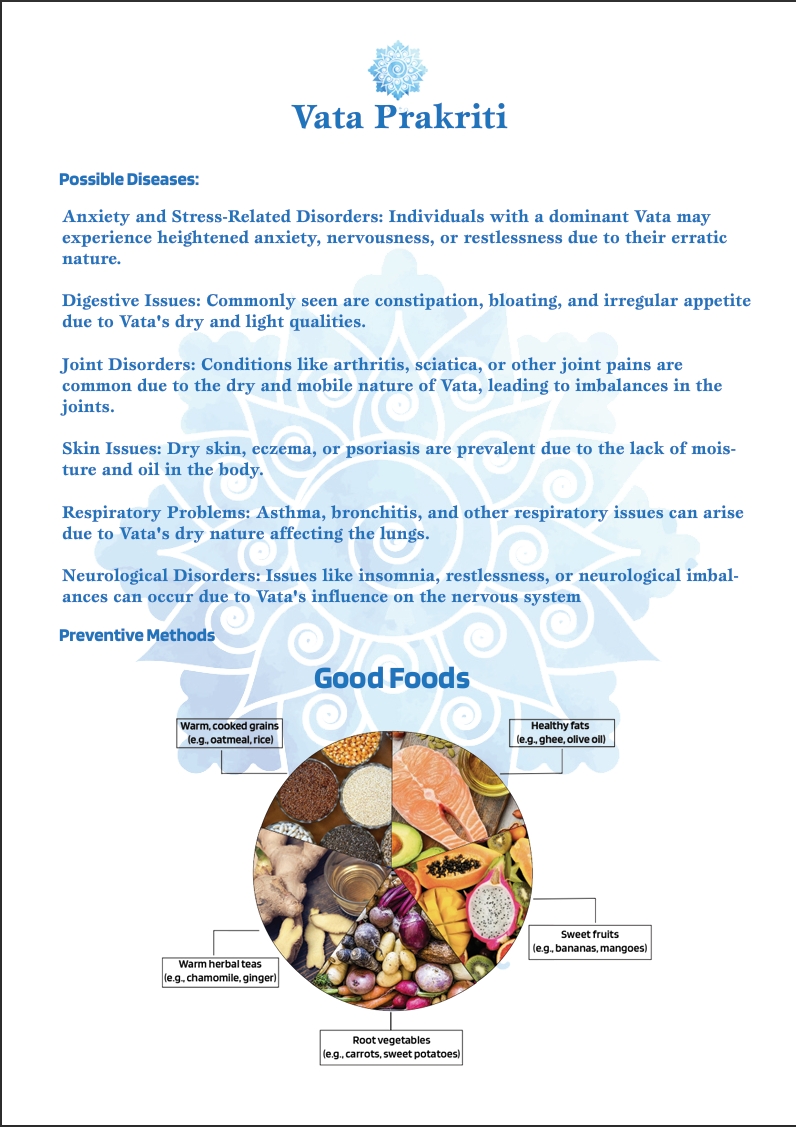 Vata Prakriti
Possible Diseases:
Anxiety and Stress-Related Disorders: Individuals with a dominant Vata may
experience heightened anxiety, nervousness, or restlessness due to their erratic
nature.
Digestive Issues: Commonly seen are constipation, bloating, and irregular appetite
due to Vata's dry and light qualities.
Joint Disorders: Conditions like arthritis, sciatica, or other joint pains are
common due to the dry and mobile nature of Vata, leading to imbalances in the
joints.
Skin Issues: Dry skin, eczema, or psoriasis are prevalent due to the lack of mois-
ture and oil in the body.
Respiratory Problems: Asthma, bronchitis, and other respiratory issues can arise
due to Vata's dry nature affecting the lungs.
Neurological Disorders: Issues like insomnia, restlessness, or neurological imbal-
ances can occur due to Vata's influence on the nervous system
Preventive Methods
Good Foods
Warm, cooked grains
(e.g., oatmeal, rice)
Healthy fats
(e.g., ghee, olive oil)
Sweet fruits
(e.g., bananas, mangoes)
Warm herbal teas
(e.g., chamomile, ginger)
Root vegetables
(e.g., carrots, sweet potatoes)